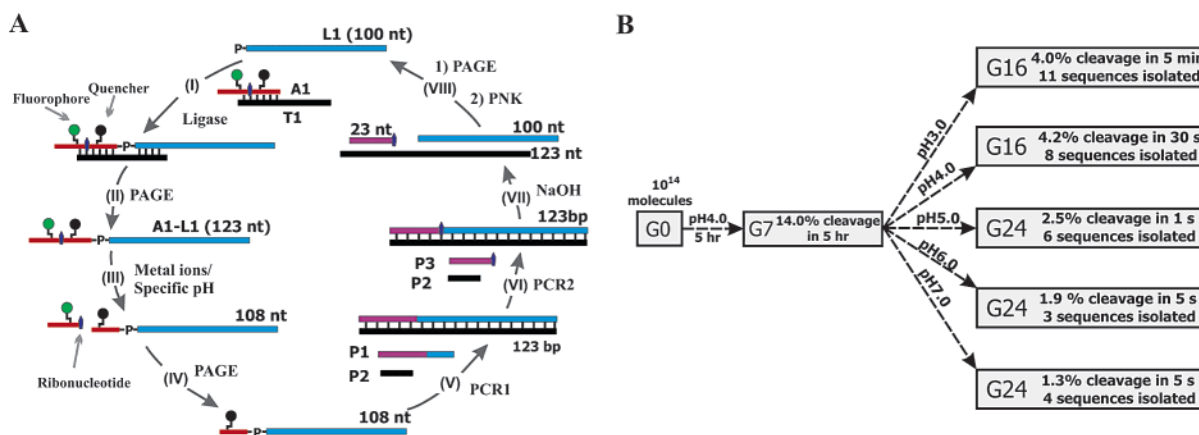 A
L1 (100 nt)
P
Quencher
Fluorophore
(I)
Ligase
A1
T1
1) PAGE
(VIII)
2) PNK
23 nt
100 nt
123 nt
P
(II) PAGE
A1-L1 (123 nt)
P
(III)
Metal ions/
Specific pH
108 nt
P
Ribonucleotide
(IV)
PAGE
108 nt
P
(V)
PCR1
P1
P2
123 bp
(VI)
PCR2
P3
P2
123bp
(VII)
NaOH
B
1014
molecules
G0
pH4.0
5 hr
G7
14.0% cleavage
in 5 hr
pH3.0
pH4.0
pH5.0
pH6.0
pH7.0
G16
4.0% cleavage in 5 min
11 sequences isolated
G16
4.2% cleavage in 30 s
8 sequences isolated
G24
2.5% cleavage in 1 s
6 sequences isolated
G24
1.9 % cleavage in 5 s
3 sequences isolated
G24
1.3% cleavage in 5 s
4 sequences isolated